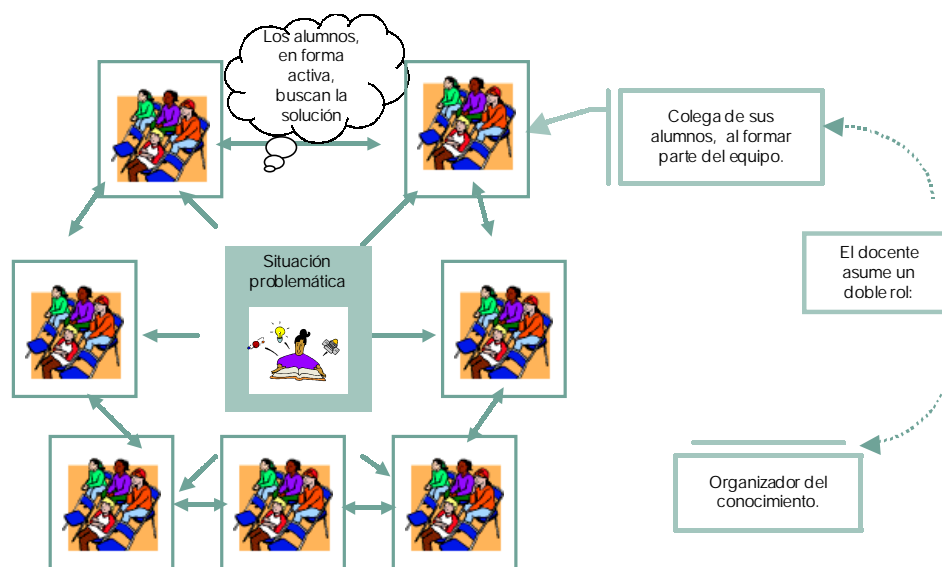 Los alumnos,
en forma
activa,
buscan la
solución
Colega de sus
alumnos, al formar
parte del equipo.
Situación
problemática
El docente
asume un
doble rol:
Organizador del
conocimiento.